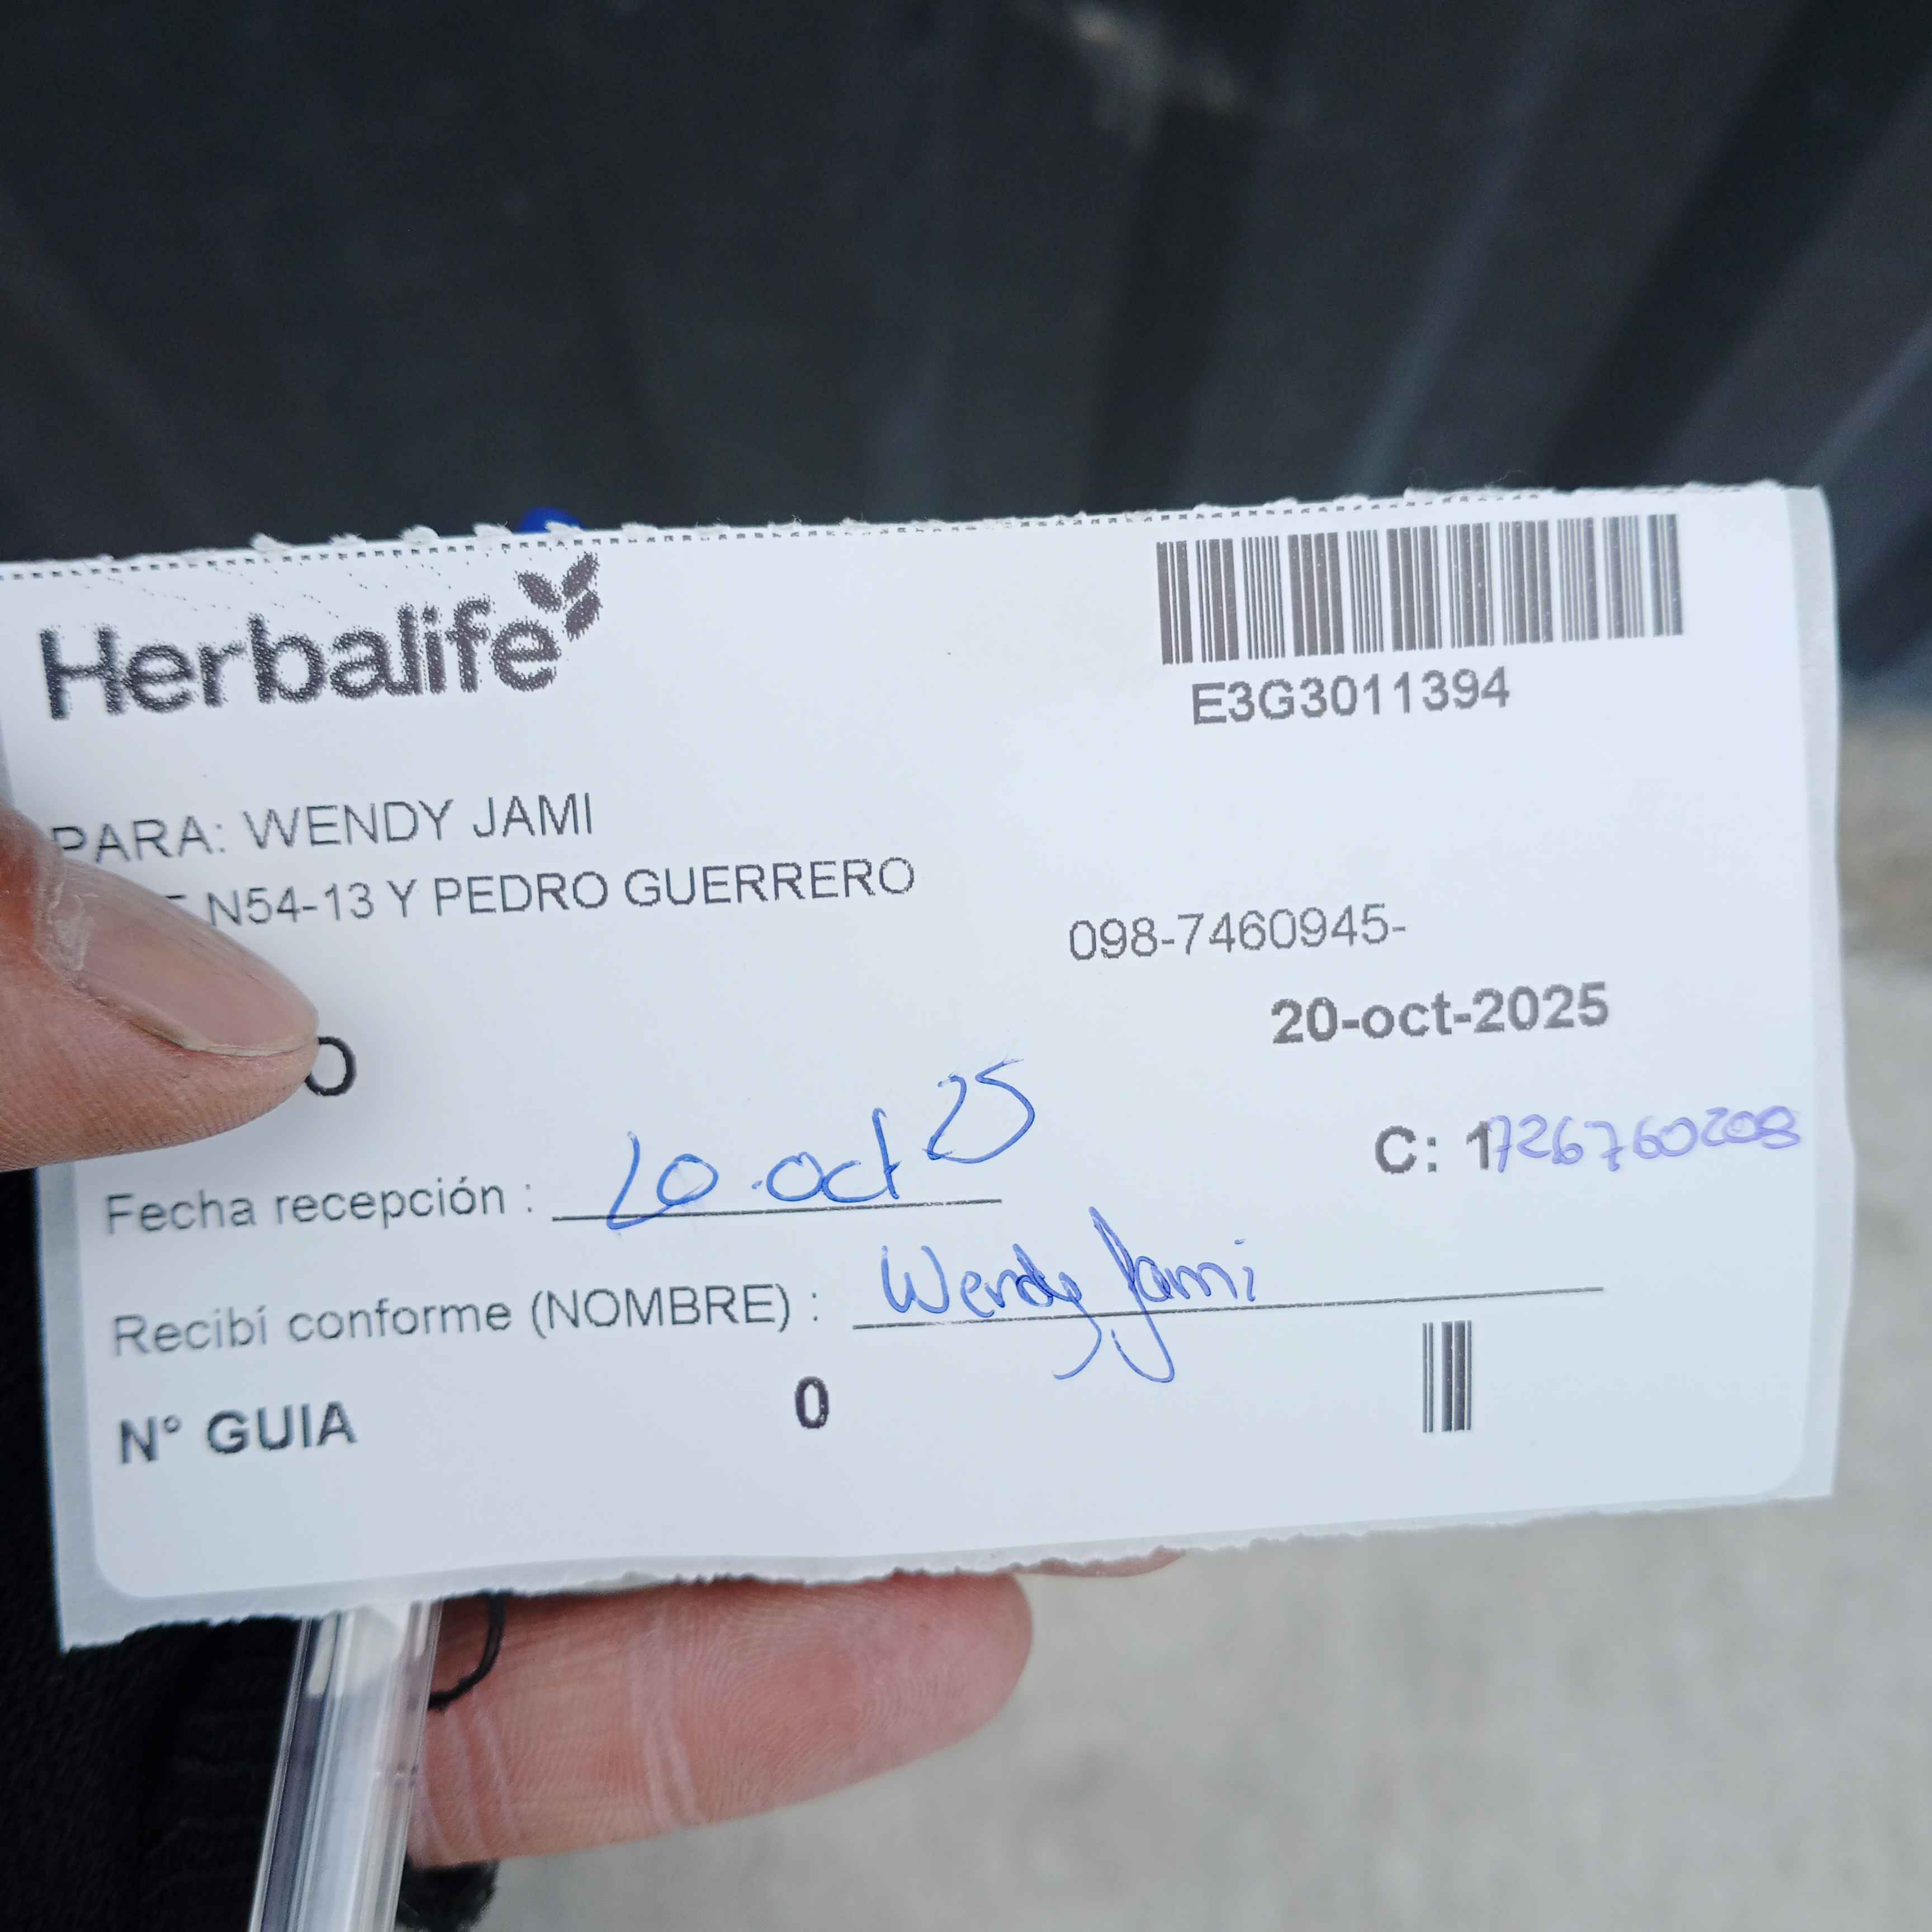 Herbalife
E3G3011394
PARA: WENDY JAMI
N54-13 Y PEDRO GUERRERO
098-7460945-
20-oct-2025
O
C: 1726760208
Fecha recepción : 20.oct 25
Recibí conforme (NOMBRE) : Wendy Jami
N° GUIA 0